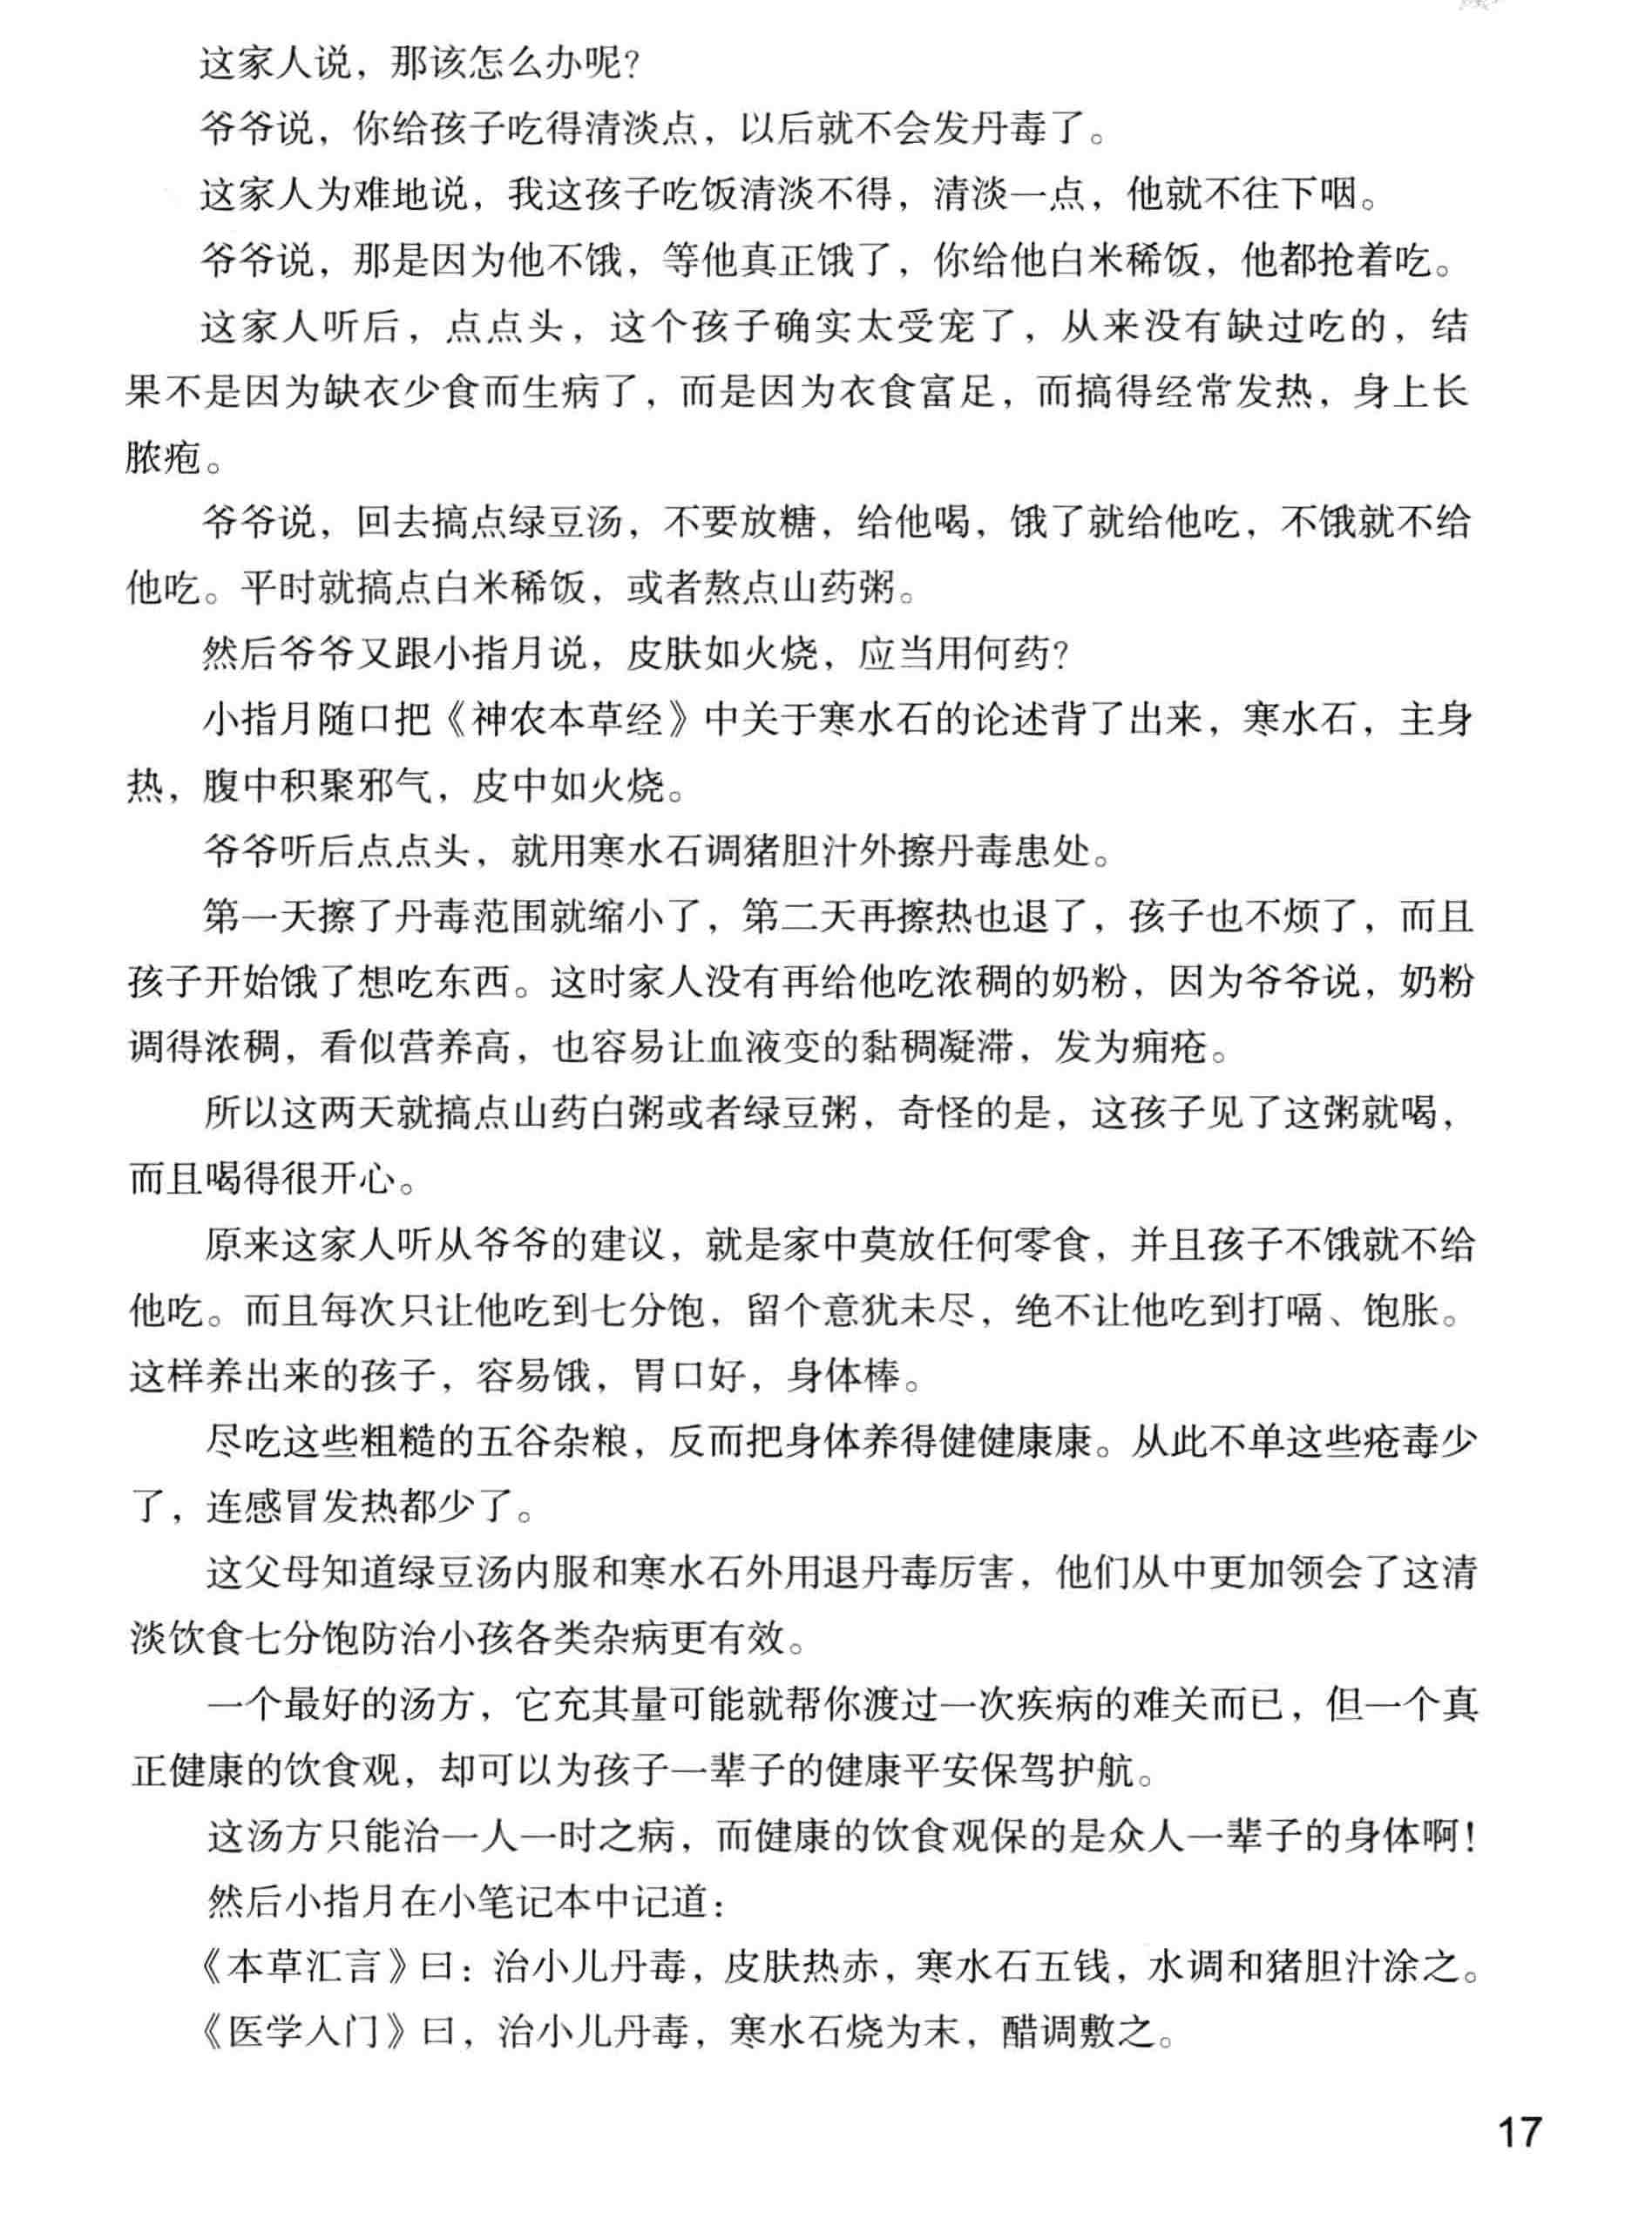 这家人说，那该怎么办呢？
爷爷说，你给孩子吃得清淡点，以后就不会发丹毒了。
这家人为难地说，我这孩子吃饭清淡不得，清淡一点，他就不往下咽。
爷爷说，那是因为他不饿，等他真正饿了，你给他白米稀饭，他都抢着吃。
这家人听后，点点头，这个孩子确实太受宠了，从来没有缺过吃的，结
果不是因为缺衣少食而生病了，而是因为衣食富足，而搞得经常发热，身上长
脓疱。
爷爷说，回去搞点绿豆汤，不要放糖，给他喝，饿了就给他吃，不饿就不给
他吃。平时就搞点白米稀饭，或者熬点山药粥。
然后爷爷又跟小指月说，皮肤如火烧，应当用何药？
小指月随口把《神农本草经》中关于寒水石的论述背了出来，寒水石，主身
热，腹中积聚邪气，皮中如火烧。
爷爷听后点点头，就用寒水石调猪胆汁外擦丹毒患处。
第一天擦了丹毒范围就缩小了，第二天再擦热也退了，孩子也不烦了，而且
孩子开始饿了想吃东西。这时家人没有再给他吃浓稠的奶粉，因为爷爷说，奶粉
调得浓稠，看似营养高，也容易让血液变的黏稠凝滞，发为痈疮。
所以这两天就搞点山药白粥或者绿豆粥，奇怪的是，这孩子见了这粥就喝，
而且喝得很开心。
原来这家人听从爷爷的建议，就是家中莫放任何零食，并且孩子不饿就不给
他吃。而且每次只让他吃到七分饱，留个意犹未尽，绝不让他吃到打嗝、饱胀。
这样养出来的孩子，容易饿，胃口好，身体棒。
尽吃这些粗糙的五谷杂粮，反而把身体养得健健康康。从此不单这些疮毒少
了，连感冒发热都少了。
这父母知道绿豆汤内服和寒水石外用退丹毒厉害，他们从中更加领会了这清
淡饮食七分饱防治小孩各类杂病更有效。
一个最好的汤方，它充其量可能就帮你渡过一次疾病的难关而已，但一个真
正健康的饮食观，却可以为孩子一辈子的健康平安保驾护航。
这汤方只能治一人一时之病，而健康的饮食观保的是众人一辈子的身体啊！
然后小指月在小笔记本中记道：
《本草汇言》曰：治小儿丹毒，皮肤热赤，寒水石五钱，水调和猪胆汁涂之。
《医学入门》曰，治小儿丹毒，寒水石烧为末，醋调敷之。
17